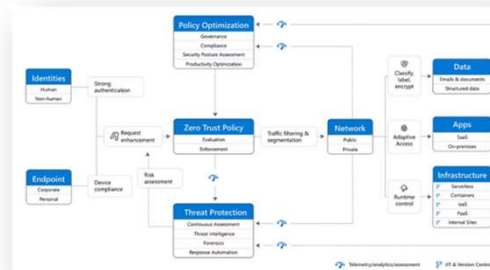 Policy Optimization
Governance
Compliance
Security Posture Assessment
Productivity Optimization
Identities
Human
Non-human
Strong
authentication
Request
enhancement
Zero Trust Policy
Evaluation
Enforcement
Traffic filtering &
segmentation
Network
Public
Private
Classify,
label,
encrypt
Data
Emails & documents
Structured data
Adaptive
Access
Apps
SaaS
On-premises
Endpoint
Corporate
Personal
Device
compliance
Risk
assessment
Threat Protection
Continuous Assessment
Threat Intelligence
Forensics
Response Automation
Runtime
control
Infrastructure
Serverless
Containers
IaaS
PaaS
Internal Sites
Telemetry/analytics/assessment
JIT & Version Contro